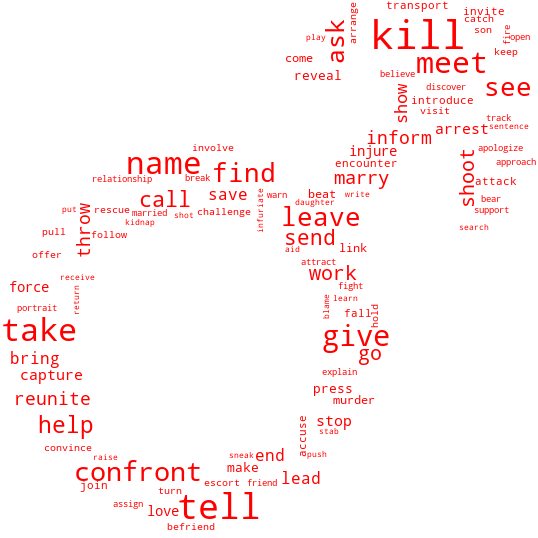 transport
arrange
invite
catch
kill
ask
son
fire
play
open
come
keep
meet
reveal
believe
see
discover
show
introduce
visit
track
arrest
sentence
inform
involve
injure
apologize
name
encounter
approach
find
marry
shoot
relationship
break
attack
call
save
infuriate
warn
beat
write
bear
put
rescue
married
shot
challenge
daughter
support
throw
kidnap
leave
search
pull
follow
send
aid
link
offer
attract
receive
work
force
return
fight
portrait
blame
learn
hold
fall
take
give
bring
go
capture
explain
reunite
press
murder
help
accuse
stop
stab
convince
raise
sneak
end
push
confront
make
join
turn
escort
friend
lead
assign
love
tell
befriend